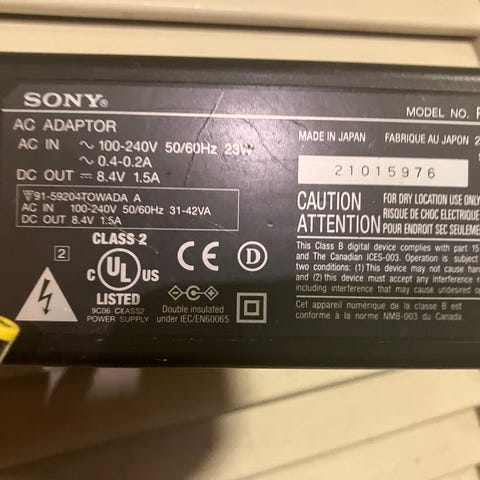 SONY®
MODEL NO.
AC ADAPTOR
AC IN ~ 100-240V 50/60Hz 23W
~ 0.4-0.2A
DC OUT ⎓ 8.4V 1.5A
MADE IN JAPAN FABRIQUE AU JAPON
21015976
91-59204TOWADA A
AC IN 100-240V 50/60Hz 31-42VA
DC OUT 8.4V 1.5A
CAUTION
ATTENTION
FOR DRY LOCATION USE ONLY
RISQUE DE CHOC ELECTRIQUE
POUR ENDROIT SEC SEULEME
This Class B digital device complies with part 15
and The Canadian ICES-003. Operation is subject
two conditions: (1) This device may not cause har
and (2) this device must accept any interference
including interference that may cause undesired op
Cet appareil numérique de la classe B est
conforme à la norme NMB-003 du Canada
2
CLASS 2
C UL US
LISTED
9C06 CLASS2
POWER SUPPLY
CE
D
Double insulated
under IEC/EN60065